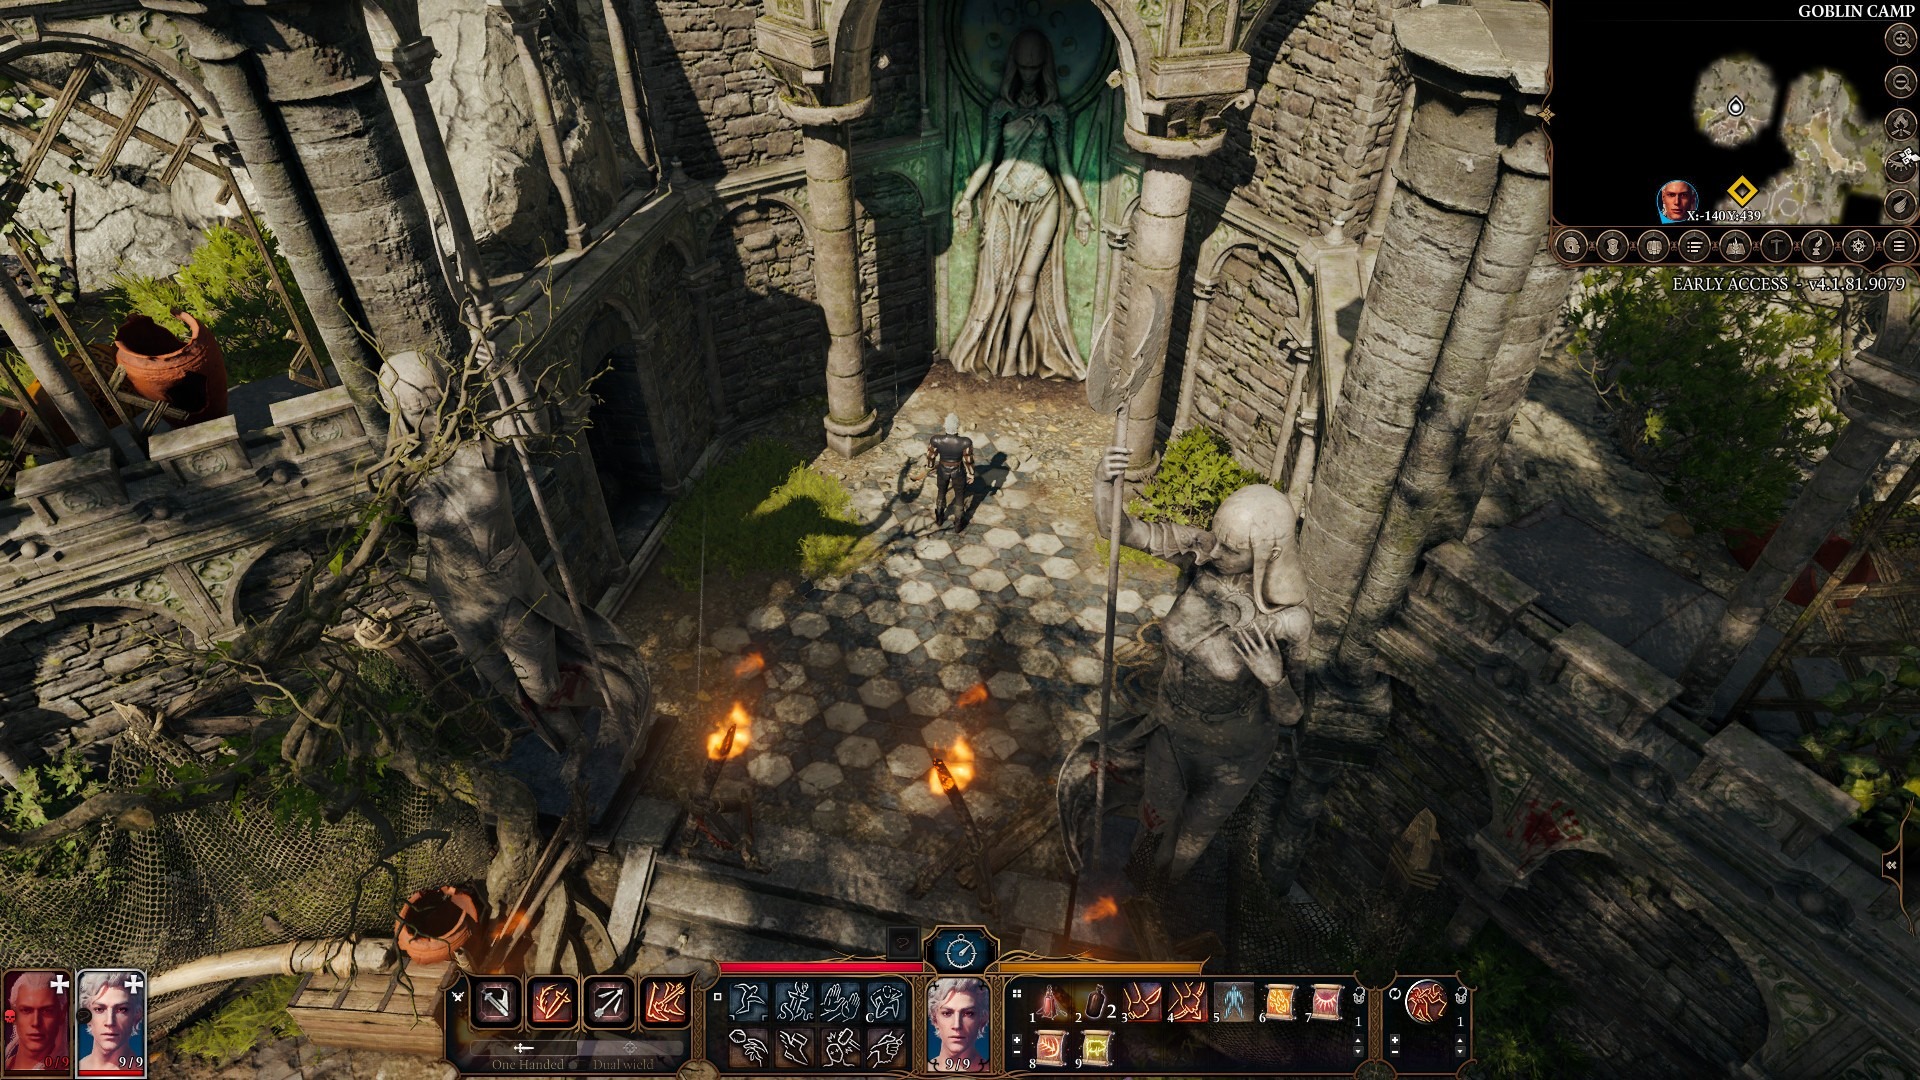 GOBLIN CAMP
X:-140 Y:439
EARLY ACCESS - v4.1.81.9079
0/9
9/9
One Handed
Dual wield
C
9/9
1
2
2
3
4
5
6
7
1
8
9
1